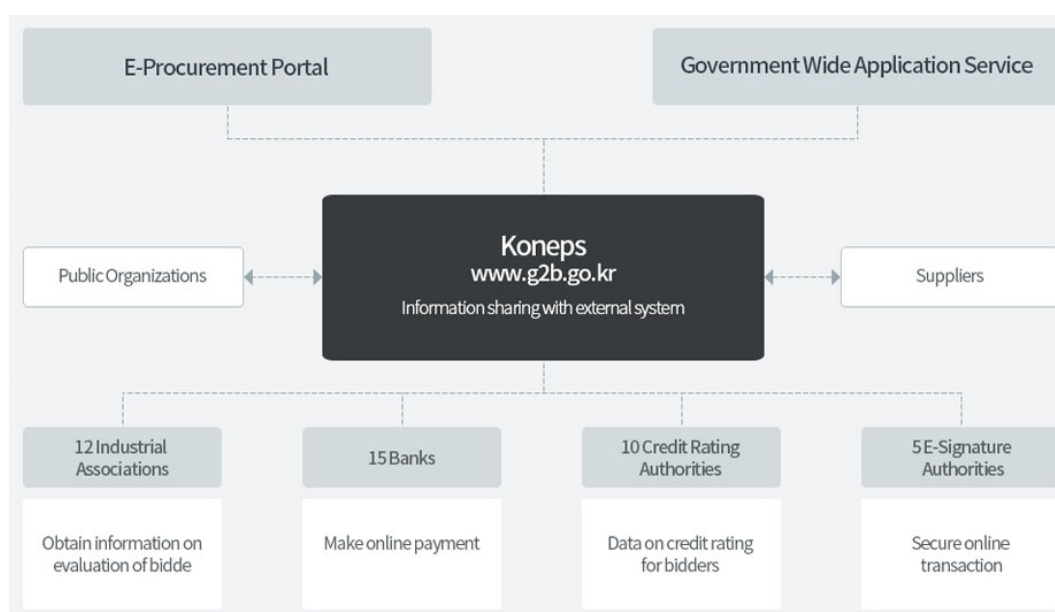 E-Procurement Portal
Government Wide Application Service
Koneps
www.g2b.go.kr
Information sharing with external system
Public Organizations
Suppliers
12 Industrial
Associations
15 Banks
10 Credit Rating
Authorities
5 E-Signature
Authorities
Obtain information on
evaluation of bidde
Make online payment
Data on credit rating
for bidders
Secure online
transaction